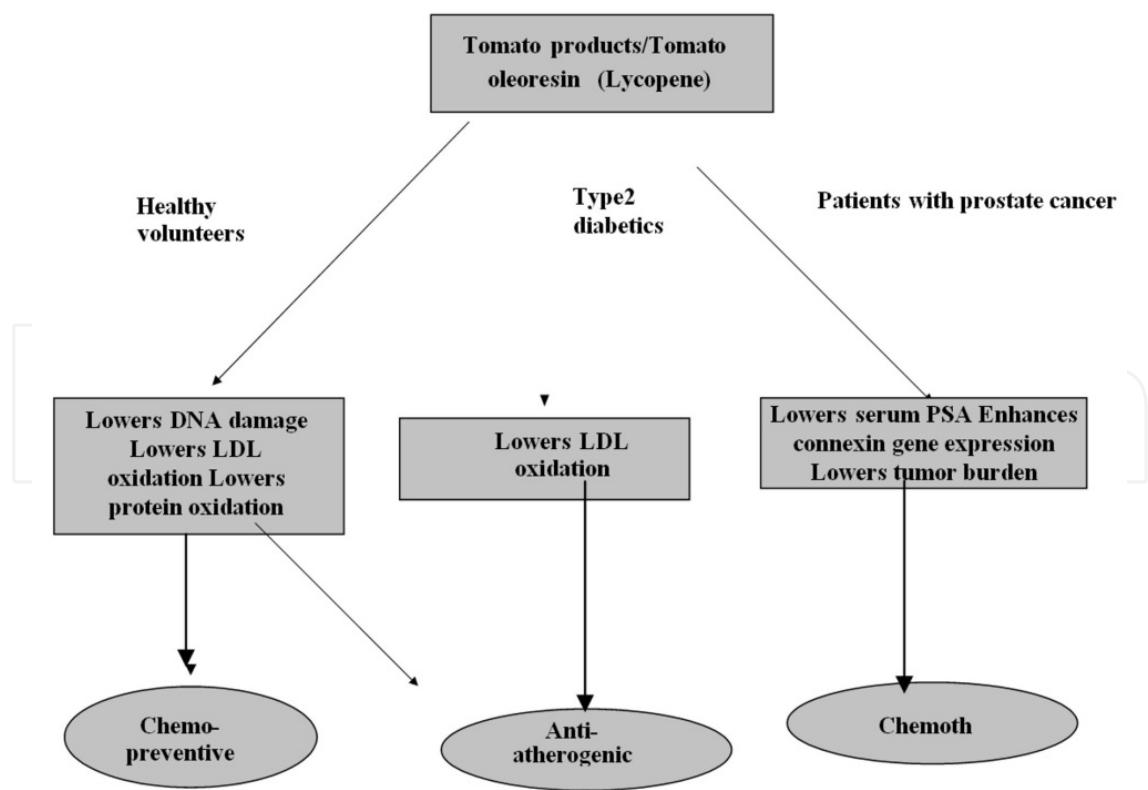 Tomato products/Tomato
oleoresin (Lycopene)
Healthy
volunteers
Type2
diabetics
Patients with prostate cancer
Lowers DNA damage
Lowers LDL
oxidation Lowers
protein oxidation
Lowers LDL
oxidation
Lowers serum PSA Enhances
connexin gene expression
Lowers tumor burden
Chemo-
preventive
Anti-
atherogenic
Chemoth